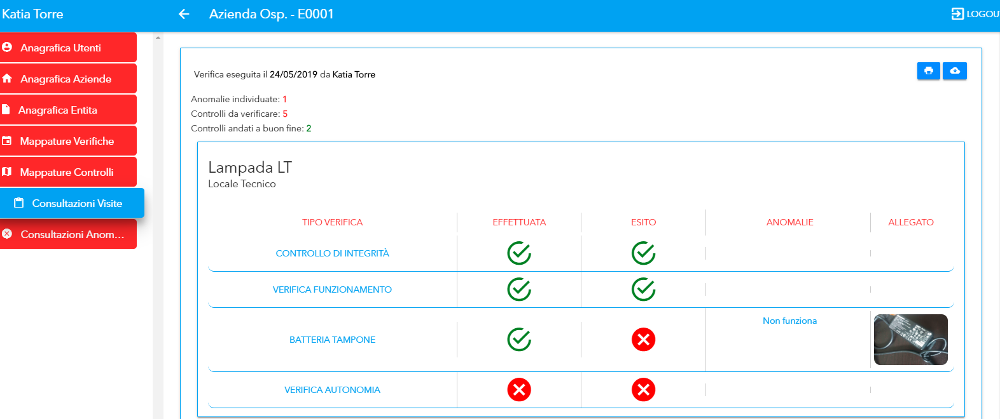 Katia Torre
Azienda Osp. - E0001
LOGOUT
Anagrafica Utenti
Anagrafica Aziende
Anagrafica Entita
Mappature Verifiche
Mappature Controlli
Consultazioni Visite
Consultazioni Anom...
Verifica eseguita il 24/05/2019 da Katia Torre
Anomalie individuate: 1
Controlli da verificare: 5
Controlli andati a buon fine: 2
Lampada LT
Locale Tecnico
TIPO VERIFICA EFFETTUATA ESITO ANOMALIE ALLEGATO
CONTROLLO DI INTEGRITÀ
VERIFICA FUNZIONAMENTO
BATTERIA TAMPONE Non funziona
VERIFICA AUTONOMIA